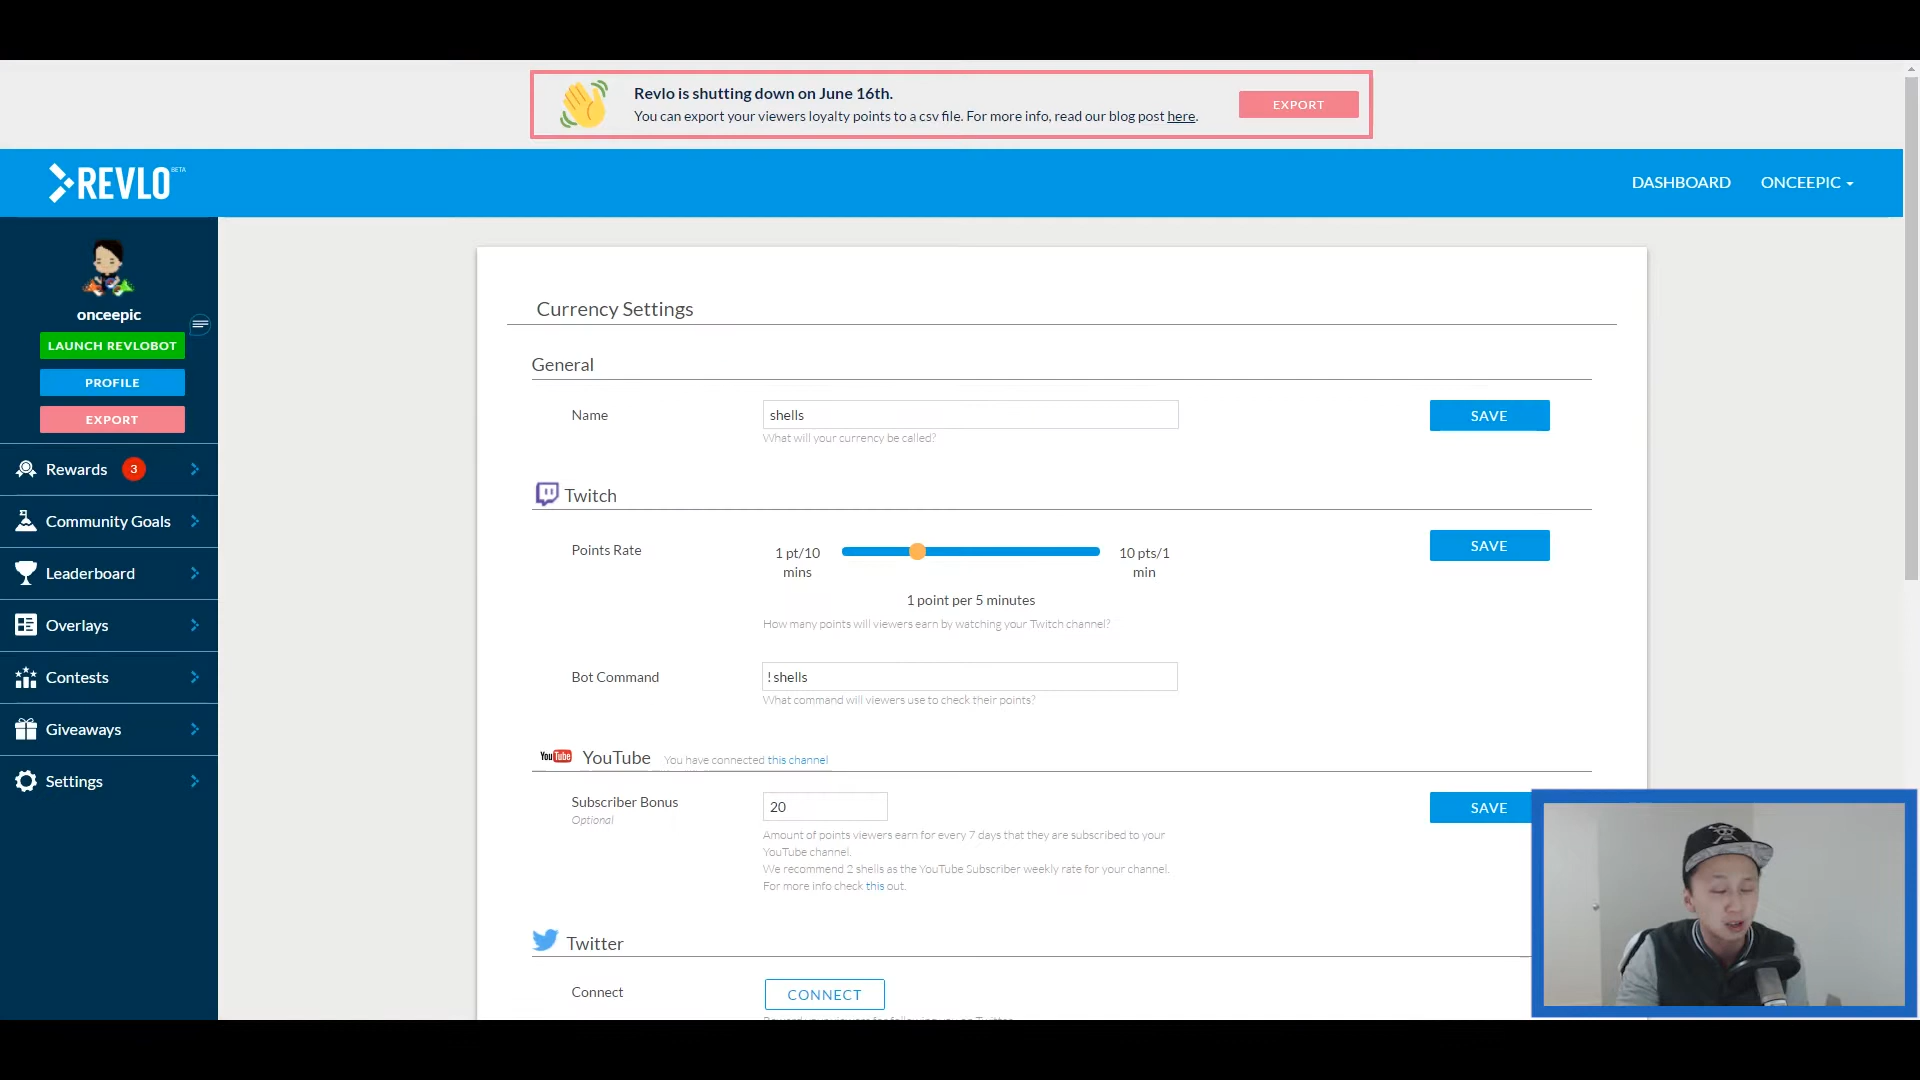 Revlo is shutting down on June 16th.
You can export your viewers loyalty points to a csv file. For more info, read our blog post here.
EXPORT
REVLO BETA
DASHBOARD
ONCEEPIC
onceepic
LAUNCH REVLOBOT
PROFILE
EXPORT
Rewards 3
Community Goals
Leaderboard
Overlays
Contests
Giveaways
Settings
Currency Settings
General
Name
shells
SAVE
What will your currency be called?
Twitch
Points Rate
1 pt/10
mins
10 pts/1
min
SAVE
1 point per 5 minutes
How many points will viewers earn by watching your Twitch channel?
Bot Command
!shells
What command will viewers use to check their points?
YouTube YouTube You have connected this channel
Subscriber Bonus
Optional
20
SAVE
Amount of points viewers earn for every 7 days that they are subscribed to your
YouTube channel.
We recommend 2 shells as the YouTube Subscriber weekly rate for your channel.
For more info check this out.
Twitter
Connect
CONNECT